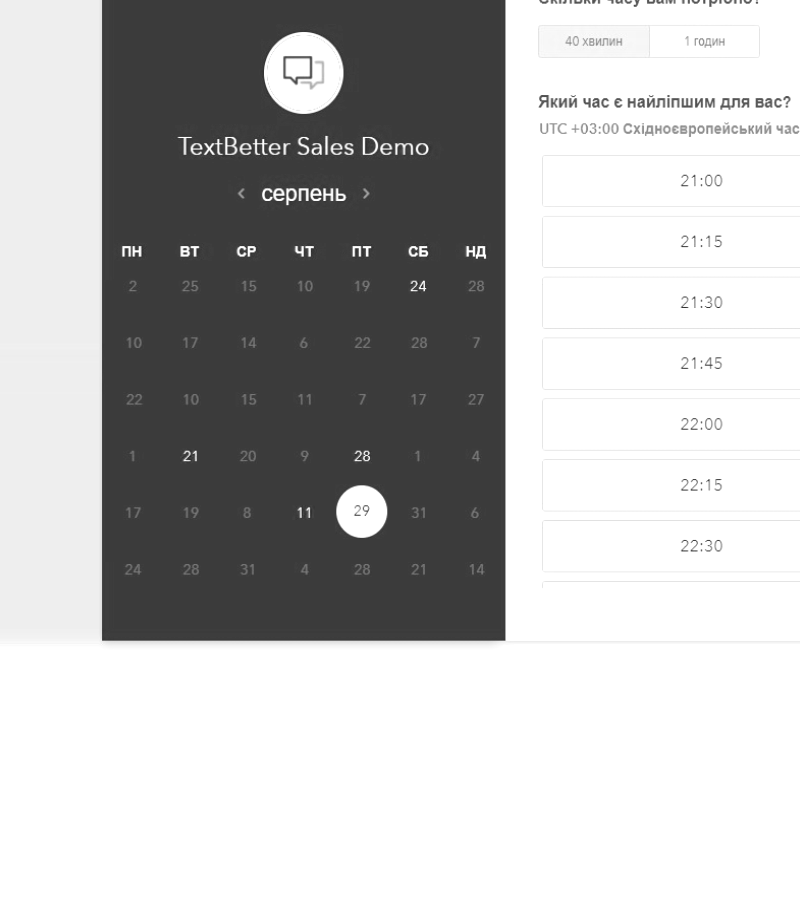 TextBetter Sales Demo
серпень
ПН ВТ СР ЧТ ПТ СБ НД
2 25 15 10 19 24 28
10 17 14 6 22 28 7
22 10 15 11 7 17 27
1 21 20 9 28 1 4
17 19 8 11 29 31 6
24 28 31 4 28 21 14
Скільки часу вам потрібно?
40 хвилин 1 годин
Який час є найліпшим для вас?
UTC +03:00 Східноєвропейський час
21:00
21:15
21:30
21:45
22:00
22:15
22:30